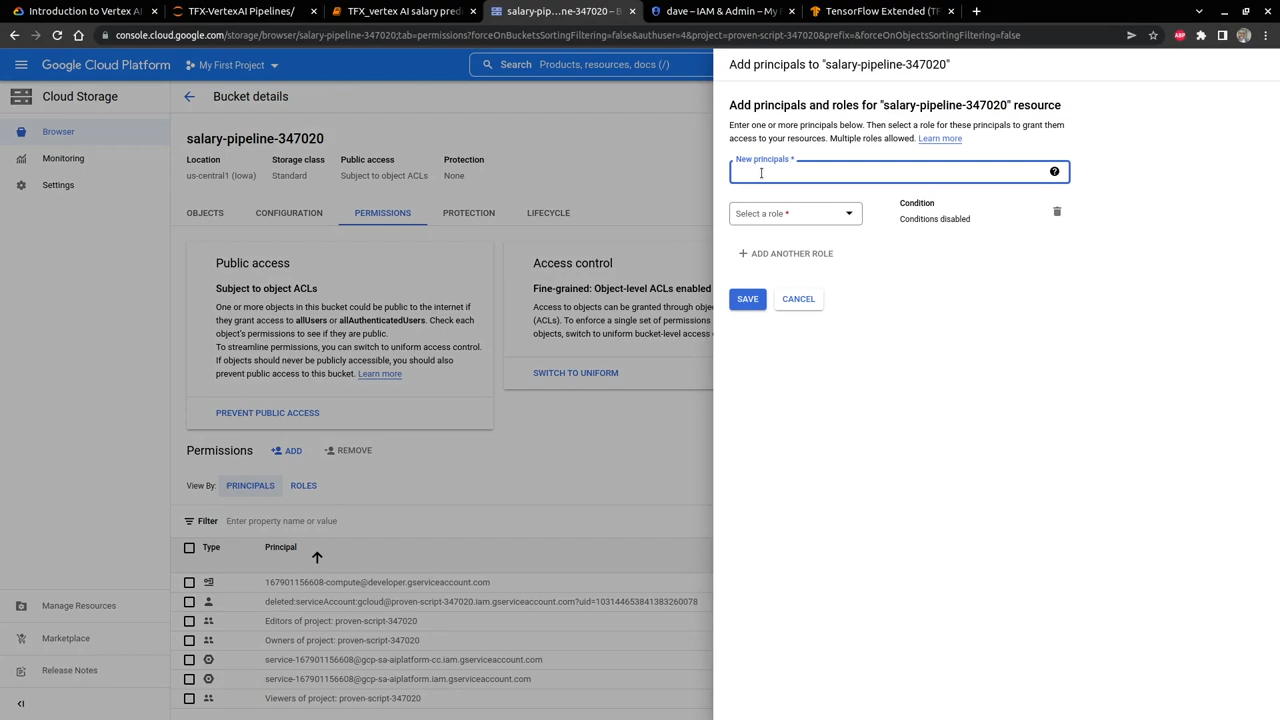 Introduction to Vertex A
TFX-VertexAI Pipelines/
TFX_vertex AI salary pred
salary-pip…ne-347020 – B
dave – IAM & Admin – My F
TensorFlow Extended (TF
console.cloud.google.com/storage/browser/salary-pipeline-347020;tab=permissions?forceOnBucketsSortingFiltering=false&authuser=4&project=proven-script-347020&prefix=&forceOnObjectsSortingFiltering=false
ABP
Google Cloud Platform
My First Project
Search Products, resources, docs (/)
Cloud Storage
Browser
Monitoring
Settings
Manage Resources
Marketplace
Release Notes
Bucket details
salary-pipeline-347020
Location
us-central1 (Iowa)
Storage class
Standard
Public access
Subject to object ACLs
Protection
None
OBJECTS
CONFIGURATION
PERMISSIONS
PROTECTION
LIFECYCLE
Public access
Subject to object ACLs
One or more objects in this bucket could be public to the internet if
they grant access to allUsers or allAuthenticatedUsers. Check each
object's permissions to see if they are public.
To streamline permissions, you can switch to uniform access control.
If objects should never be publicly accessible, you should also
prevent public access to this bucket. Learn more
PREVENT PUBLIC ACCESS
Access control
Fine-grained: Object-level ACLs enabled
Access to objects can be granted through obje
(ACLs). To enforce a single set of permissions
objects, switch to uniform bucket-level access
SWITCH TO UNIFORM
Permissions
ADD
REMOVE
View By:
PRINCIPALS
ROLES
Filter
Enter property name or value
Type
Principal
167901156608-compute@developer.gserviceaccount.com
deleted:serviceAccount:gcloud@proven-script-347020.iam.gserviceaccount.com?uid=103144653841383260078
Editors of project: proven-script-347020
Owners of project: proven-script-347020
service-167901156608@gcp-sa-aiplatform-cc.iam.gserviceaccount.com
service-167901156608@gcp-sa-aiplatform.iam.gserviceaccount.com
Viewers of project: proven-script-347020
Add principals to "salary-pipeline-347020"
Add principals and roles for "salary-pipeline-347020" resource
Enter one or more principals below. Then select a role for these principals to grant them
access to your resources. Multiple roles allowed. Learn more
New principals *
Select a role *
Condition
Conditions disabled
ADD ANOTHER ROLE
SAVE
CANCEL